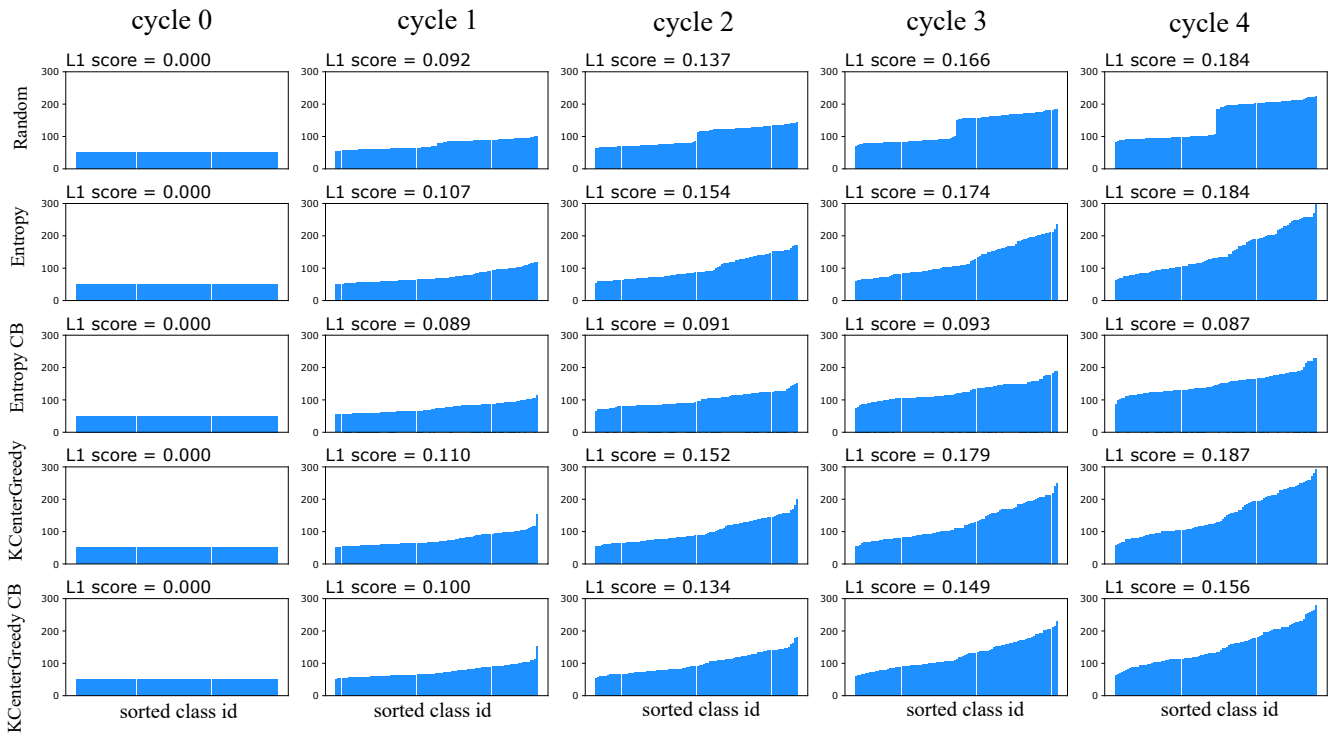 cycle 0 cycle 1 cycle 2 cycle 3 cycle 4
L1 score = 0.000 L1 score = 0.092 L1 score = 0.137 L1 score = 0.166 L1 score = 0.184
Random
300 300 300 300 300
200 200 200 200 200
100 100 100 100 100
0 0 0 0 0
L1 score = 0.000 L1 score = 0.107 L1 score = 0.154 L1 score = 0.174 L1 score = 0.184
Entropy
300 300 300 300 300
200 200 200 200 200
100 100 100 100 100
0 0 0 0 0
L1 score = 0.000 L1 score = 0.089 L1 score = 0.091 L1 score = 0.093 L1 score = 0.087
Entropy CB
300 300 300 300 300
200 200 200 200 200
100 100 100 100 100
0 0 0 0 0
L1 score = 0.000 L1 score = 0.110 L1 score = 0.152 L1 score = 0.179 L1 score = 0.187
KCenterGreedy
300 300 300 300 300
200 200 200 200 200
100 100 100 100 100
0 0 0 0 0
L1 score = 0.000 L1 score = 0.100 L1 score = 0.134 L1 score = 0.149 L1 score = 0.156
KCenterGreedy CB
300 300 300 300 300
200 200 200 200 200
100 100 100 100 100
0 0 0 0 0
sorted class id sorted class id sorted class id sorted class id sorted class id